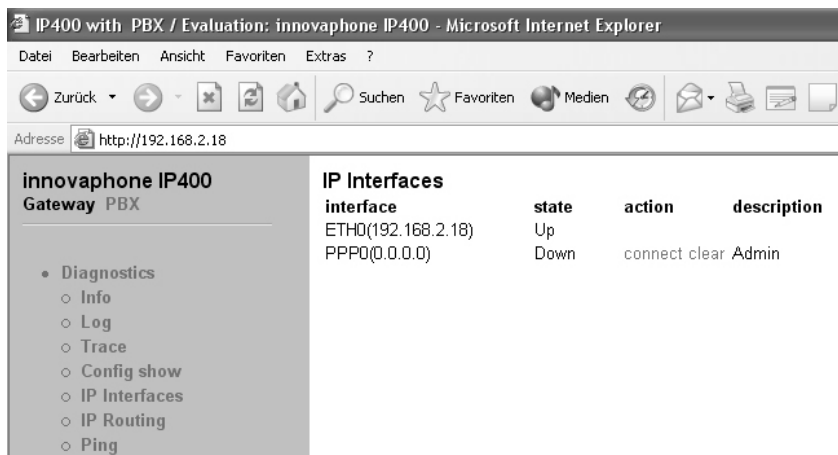 IP400 with PBX / Evaluation: innovaphone IP400 - Microsoft Internet Explorer
Datei Bearbeiten Ansicht Favoriten Extras ?
Zurück Suchen Favoriten Medien
Adresse http://192.168.2.18
innovaphone IP400
Gateway PBX
Diagnostics
Info
Log
Trace
Config show
IP Interfaces
IP Routing
Ping
IP Interfaces
interface state action description
ETH0(192.168.2.18) Up
PPP0(0.0.0.0) Down connect clear Admin